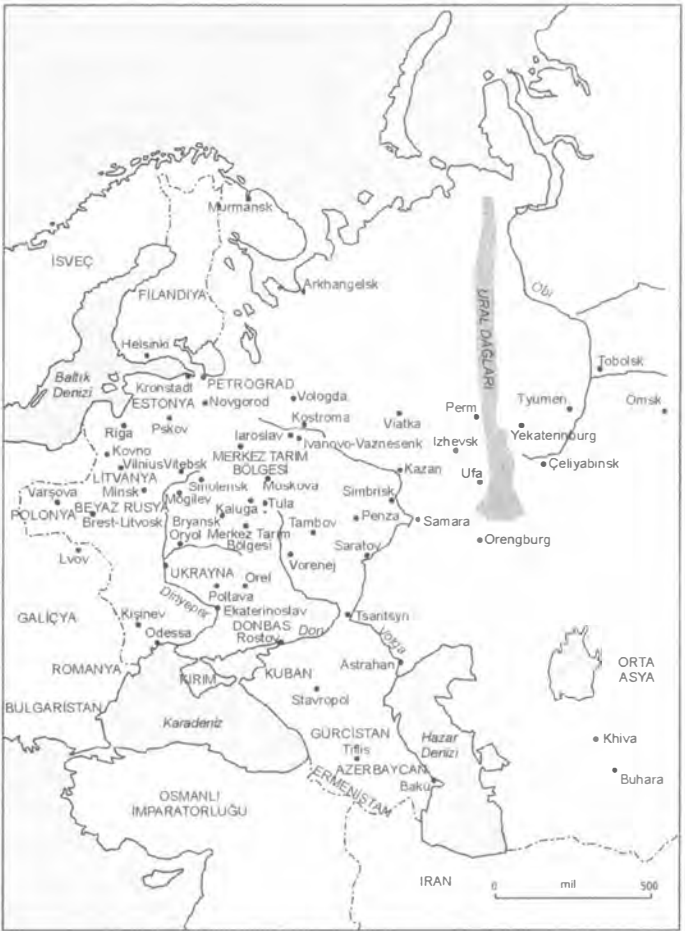 Murmansk
İSVEÇ
Arkhangelsk
FİLANDİYA
URAL DAĞLARI
Obi
Helsinki
Tobolsk
Baltık
Denizi
Kronstadt
PETROGRAD
ESTONYA
Novgorod
Vologda
Tyumen
Omsk
Pskov
Kostroma
Viatka
Perm
Riga
Iaroslav
Ivanovo-Vaznesenk
Yekaterinburg
Kovno
MERKEZ TARIM
BÖLGESİ
Izhevsk
Vilnius
Vitebsk
Kazan
Çeliyabinsk
LİTVANYA
Smolensk
Moskova
Ufa
Varşova
Minsk
Mogilev
Simbrisk
POLONYA
BEYAZ RUSYA
Kaluga
Tula
Brest-Litvosk
Bryansk
Tambov
Penza
Samara
Oryol
Merkez Tarım
Bölgesi
Orengburg
Lvov
Vorenej
Saratov
UKRAYNA
Orel
Poltava
Dinyeper
Ekaterinoslav
Tsantsyn
GALİÇYA
Kişinev
DONBAS
Don
Odessa
Rostov
Volga
Astrahan
ROMANYA
KIRIM
KUBAN
ORTA
ASYA
Stavropol
BULGARİSTAN
Karadeniz
GÜRCİSTAN
Hazar
Denizi
Khiva
Tiflis
AZERBAYCAN
Bakü
Buhara
ERMENİSTAN
OSMANLI
İMPARATORLUĞU
IRAN
0 mil 500